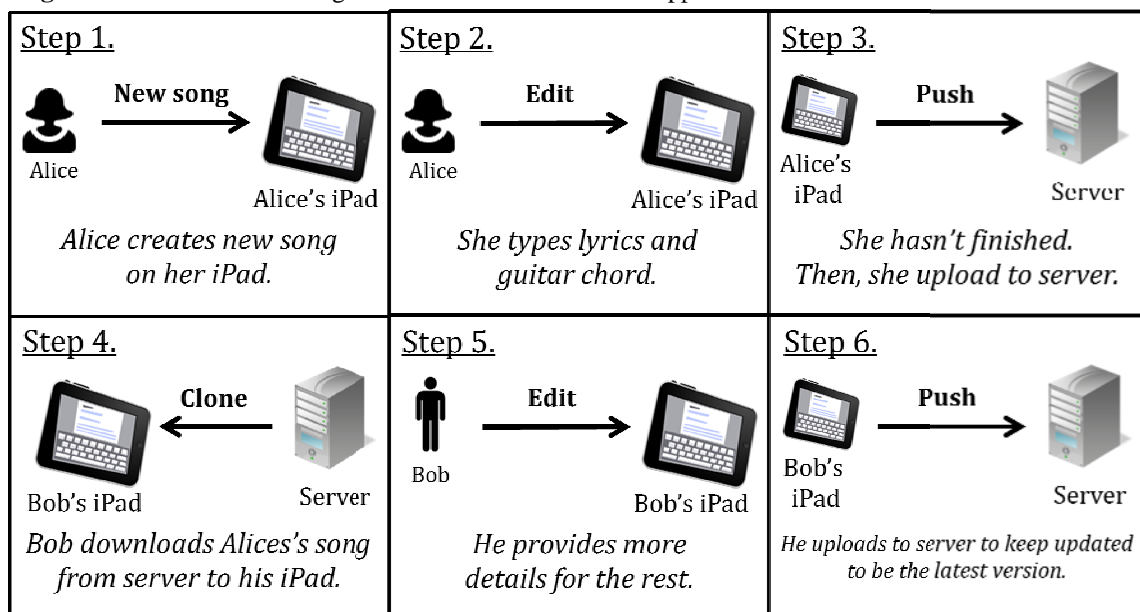 Step 1.
New song
Alice
Alice's iPad
Alice creates new song
on her iPad.
Step 2.
Edit
Alice
Alice's iPad
She types lyrics and
guitar chord.
Step 3.
Push
Alice's
iPad
Server
She hasn't finished.
Then, she upload to server.
Step 4.
Clone
Bob's iPad
Server
Bob downloads Alices's song
from server to his iPad.
Step 5.
Edit
Bob
Bob's iPad
He provides more
details for the rest.
Step 6.
Push
Bob's
iPad
Server
He uploads to server to keep updated
to be the latest version.